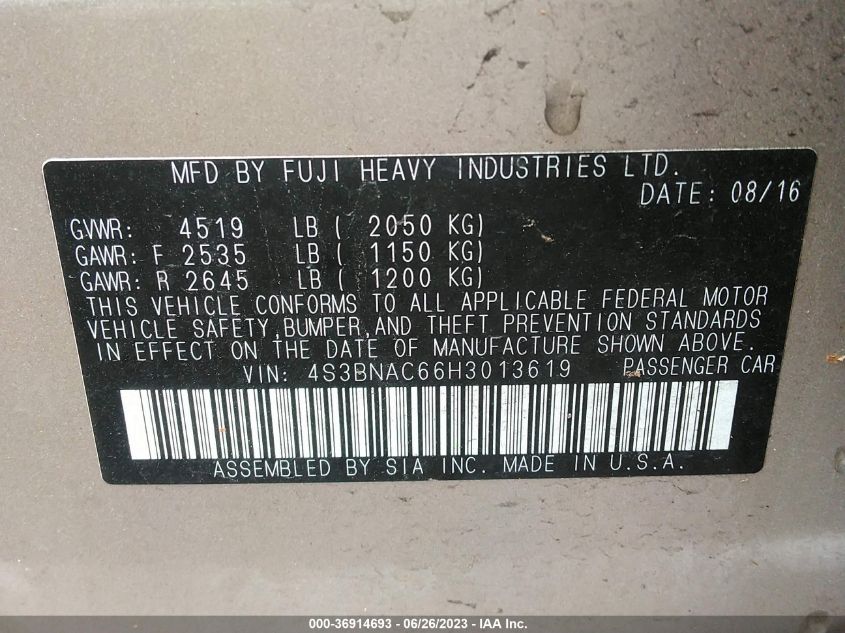 MFD BY FUJI HEAVY INDUSTRIES LTD.
DATE: 08/16
GVWR: 4519 LB ( 2050 KG)
GAWR: F 2535 LB ( 1150 KG)
GAWR: R 2645 LB ( 1200 KG)
THIS VEHICLE CONFORMS TO ALL APPLICABLE FEDERAL MOTOR
VEHICLE SAFETY,BUMPER,AND THEFT PREVENTION STANDARDS
IN EFFECT ON THE DATE OF MANUFACTURE SHOWN ABOVE.
VIN: 4S3BNAC66H3013619 PASSENGER CAR
ASSEMBLED BY SIA INC. MADE IN U.S.A.
000-36914693 - 06/26/2023 - IAA Inc.